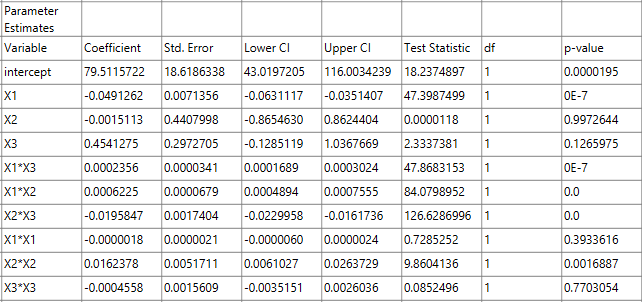 Parameter
Estimates
Variable Coefficient Std. Error Lower CI Upper CI Test Statistic df p-value
intercept 79.5115722 18.6186338 43.0197205 116.0034239 18.2374897 1 0.0000195
X1 -0.0491262 0.0071356 -0.0631117 -0.0351407 47.3987499 1 0E-7
X2 -0.0015113 0.4407998 -0.8654630 0.8624404 0.0000118 1 0.9972644
X3 0.4541275 0.2972705 -0.1285119 1.0367669 2.3337381 1 0.1265975
X1*X3 0.0002356 0.0000341 0.0001689 0.0003024 47.8683153 1 0E-7
X1*X2 0.0006225 0.0000679 0.0004894 0.0007555 84.0798952 1 0.0
X2*X3 -0.0195847 0.0017404 -0.0229958 -0.0161736 126.6286996 1 0.0
X1*X1 -0.0000018 0.0000021 -0.0000060 0.0000024 0.7285252 1 0.3933616
X2*X2 0.0162378 0.0051711 0.0061027 0.0263729 9.8604136 1 0.0016887
X3*X3 -0.0004558 0.0015609 -0.0035151 0.0026036 0.0852496 1 0.7703054